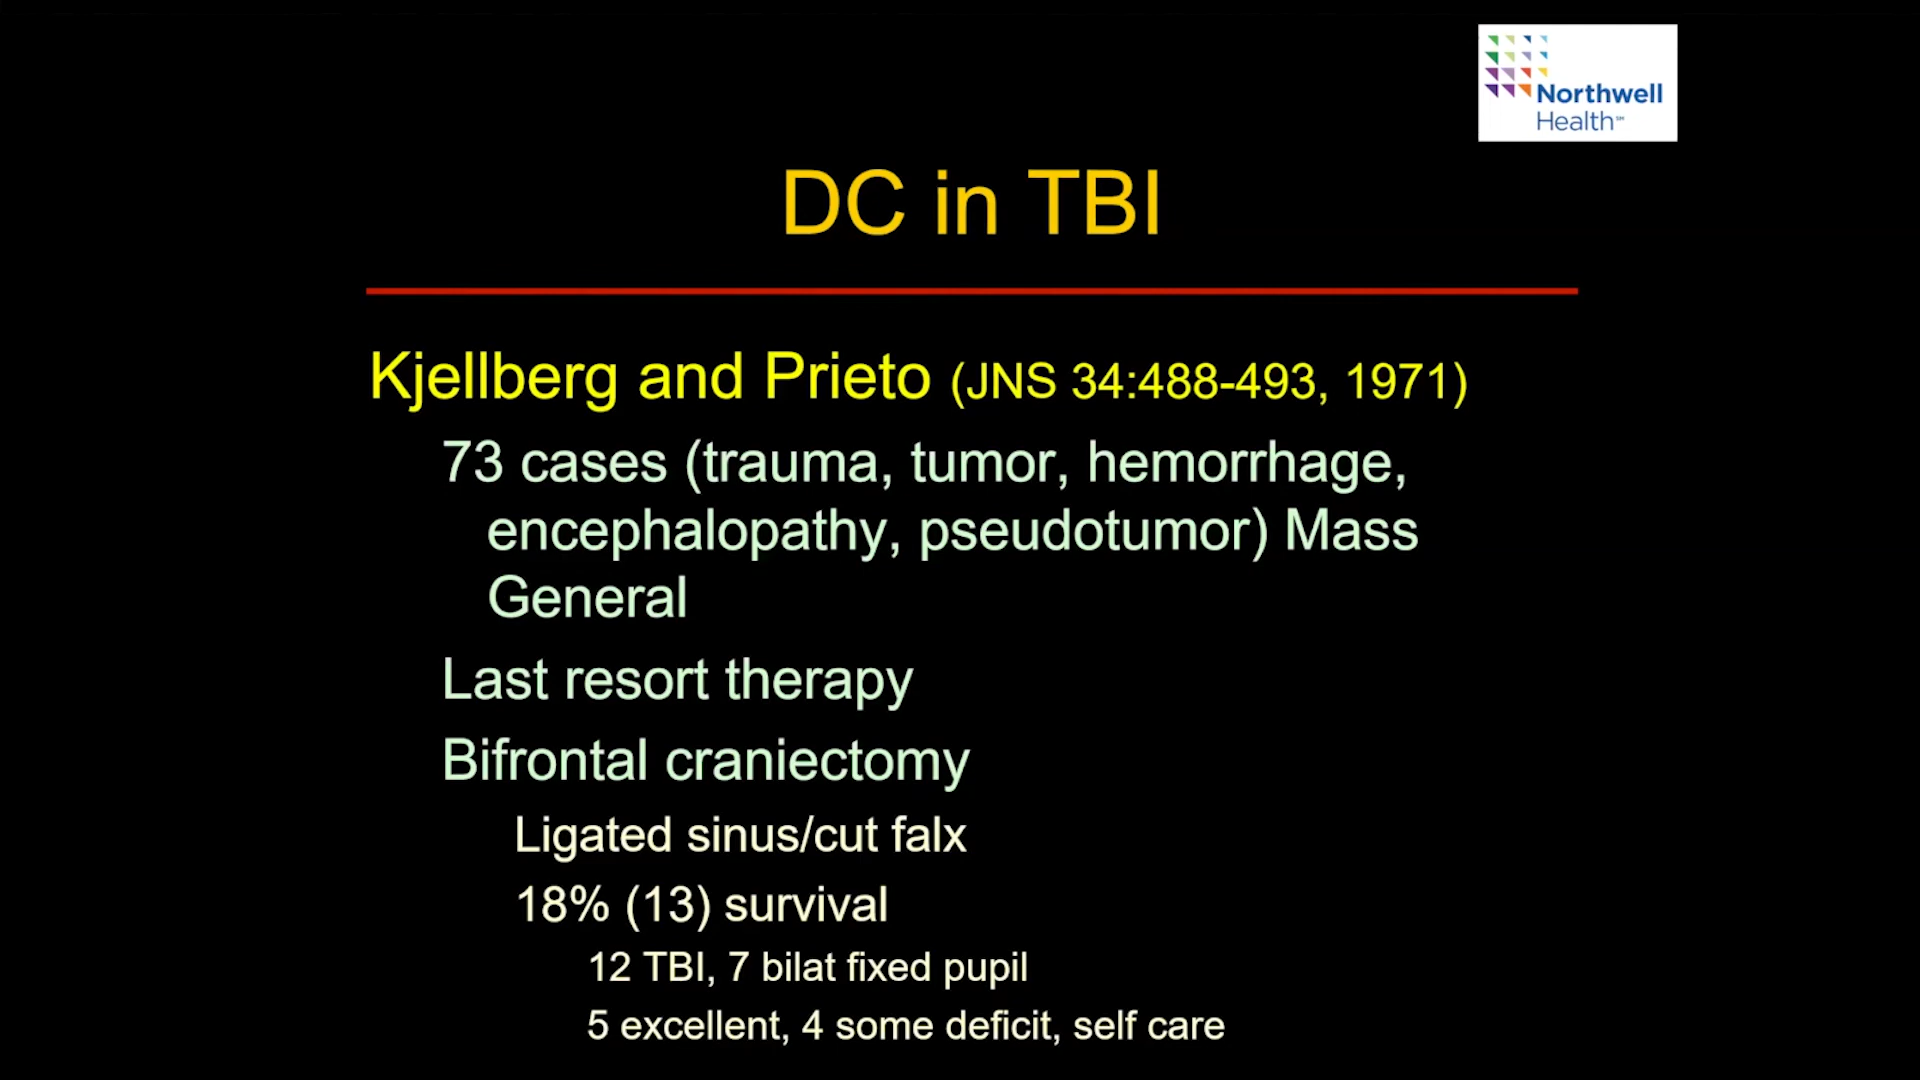 Northwell
Health℠
DC in TBI
Kjellberg and Prieto (JNS 34:488-493, 1971)
73 cases (trauma, tumor, hemorrhage,
encephalopathy, pseudotumor) Mass
General
Last resort therapy
Bifrontal craniectomy
Ligated sinus/cut falx
18% (13) survival
12 TBI, 7 bilat fixed pupil
5 excellent, 4 some deficit, self care